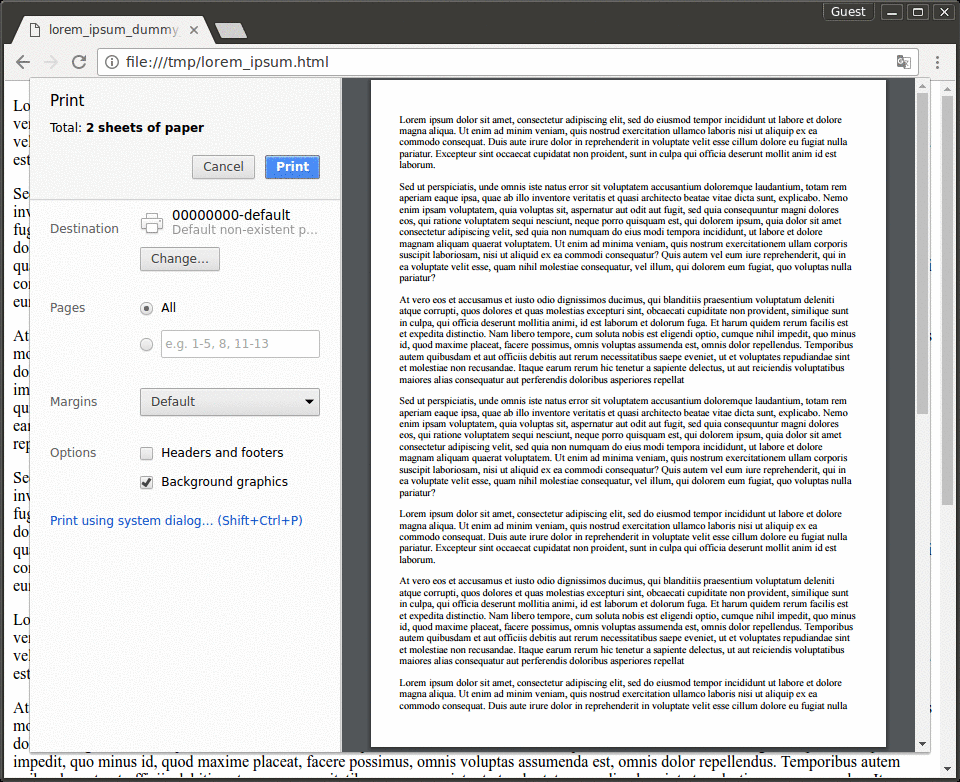 Guest
lorem_ipsum_dummy
file:///tmp/lorem_ipsum.html
Print
Total: 2 sheets of paper
Cancel
Print
Destination
00000000-default
Default non-existent p...
Change...
Pages
All
e.g. 1-5, 8, 11-13
Margins
Default
Options
Headers and footers
Background graphics
Print using system dialog... (Shift+Ctrl+P)
Lorem ipsum dolor sit amet, consectetur adipiscing elit, sed do eiusmod tempor incididunt ut labore et dolore
magna aliqua. Ut enim ad minim veniam, quis nostrud exercitation ullamco laboris nisi ut aliquip ex ea
commodo consequat. Duis aute irure dolor in reprehenderit in voluptate velit esse cillum dolore eu fugiat nulla
pariatur. Excepteur sint occaecat cupidatat non proident, sunt in culpa qui officia deserunt mollit anim id est
laborum.
Sed ut perspiciatis, unde omnis iste natus error sit voluptatem accusantium doloremque laudantium, totam rem
aperiam eaque ipsa, quae ab illo inventore veritatis et quasi architecto beatae vitae dicta sunt, explicabo. Nemo
enim ipsam voluptatem, quia voluptas sit, aspernatur aut odit aut fugit, sed quia consequuntur magni dolores
eos, qui ratione voluptatem sequi nesciunt, neque porro quisquam est, qui dolorem ipsum, quia dolor sit amet
consectetur adipiscing velit, sed quia non numquam do eius modi tempora incididunt, ut labore et dolore
magnam aliquam quaerat voluptatem. Ut enim ad minima veniam, quis nostrum exercitationem ullam corporis
suscipit laboriosam, nisi ut aliquid ex ea commodi consequatur? Quis autem vel eum iure reprehenderit, qui in
ea voluptate velit esse, quam nihil molestiae consequatur, vel illum, qui dolorem eum fugiat, quo voluptas nulla
pariatur?
At vero eos et accusamus et iusto odio dignissimos ducimus, qui blanditiis praesentium voluptatum deleniti
atque corrupti, quos dolores et quas molestias excepturi sint, obcaecati cupiditate non provident, similique sunt
in culpa, qui officia deserunt mollitia animi, id est laborum et dolorum fuga. Et harum quidem rerum facilis est
et expedita distinctio. Nam libero tempore, cum soluta nobis est eligendi optio, cumque nihil impedit, quo minus
id, quod maxime placeat, facere possimus, omnis voluptas assumenda est, omnis dolor repellendus. Temporibus
autem quibusdam et aut officiis debitis aut rerum necessitatibus saepe eveniet, ut et voluptates repudiandae sint
et molestiae non recusandae. Itaque earum rerum hic tenetur a sapiente delectus, ut aut reiciendis voluptatibus
maiores alias consequatur aut perferendis doloribus asperiores repellat
Sed ut perspiciatis, unde omnis iste natus error sit voluptatem accusantium doloremque laudantium, totam rem
aperiam eaque ipsa, quae ab illo inventore veritatis et quasi architecto beatae vitae dicta sunt, explicabo. Nemo
enim ipsam voluptatem, quia voluptas sit, aspernatur aut odit aut fugit, sed quia consequuntur magni dolores
eos, qui ratione voluptatem sequi nesciunt, neque porro quisquam est, qui dolorem ipsum, quia dolor sit amet
consectetur adipiscing velit, sed quia non numquam do eius modi tempora incididunt, ut labore et dolore
magnam aliquam quaerat voluptatem. Ut enim ad minima veniam, quis nostrum exercitationem ullam corporis
suscipit laboriosam, nisi ut aliquid ex ea commodi consequatur? Quis autem vel eum iure reprehenderit, qui in
ea voluptate velit esse, quam nihil molestiae consequatur, vel illum, qui dolorem eum fugiat, quo voluptas nulla
pariatur?
Lorem ipsum dolor sit amet, consectetur adipiscing elit, sed do eiusmod tempor incididunt ut labore et dolore
magna aliqua. Ut enim ad minim veniam, quis nostrud exercitation ullamco laboris nisi ut aliquip ex ea
commodo consequat. Duis aute irure dolor in reprehenderit in voluptate velit esse cillum dolore eu fugiat nulla
pariatur. Excepteur sint occaecat cupidatat non proident, sunt in culpa qui officia deserunt mollit anim id est
laborum.
At vero eos et accusamus et iusto odio dignissimos ducimus, qui blanditiis praesentium voluptatum deleniti
atque corrupti, quos dolores et quas molestias excepturi sint, obcaecati cupiditate non provident, similique sunt
in culpa, qui officia deserunt mollitia animi, id est laborum et dolorum fuga. Et harum quidem rerum facilis est
et expedita distinctio. Nam libero tempore, cum soluta nobis est eligendi optio, cumque nihil impedit, quo minus
id, quod maxime placeat, facere possimus, omnis voluptas assumenda est, omnis dolor repellendus. Temporibus
autem quibusdam et aut officiis debitis aut rerum necessitatibus saepe eveniet, ut et voluptates repudiandae sint
et molestiae non recusandae. Itaque earum rerum hic tenetur a sapiente delectus, ut aut reiciendis voluptatibus
maiores alias consequatur aut perferendis doloribus asperiores repellat
Lorem ipsum dolor sit amet, consectetur adipiscing elit, sed do eiusmod tempor incididunt ut labore et dolore
magna aliqua. Ut enim ad minim veniam, quis nostrud exercitation ullamco laboris nisi ut aliquip ex ea
commodo consequat. Duis aute irure dolor in reprehenderit in voluptate velit esse cillum dolore eu fugiat nulla
impedit, quo minus id, quod maxime placeat, facere possimus, omnis voluptas assumenda est, omnis dolor repellendus. Temporibus autem